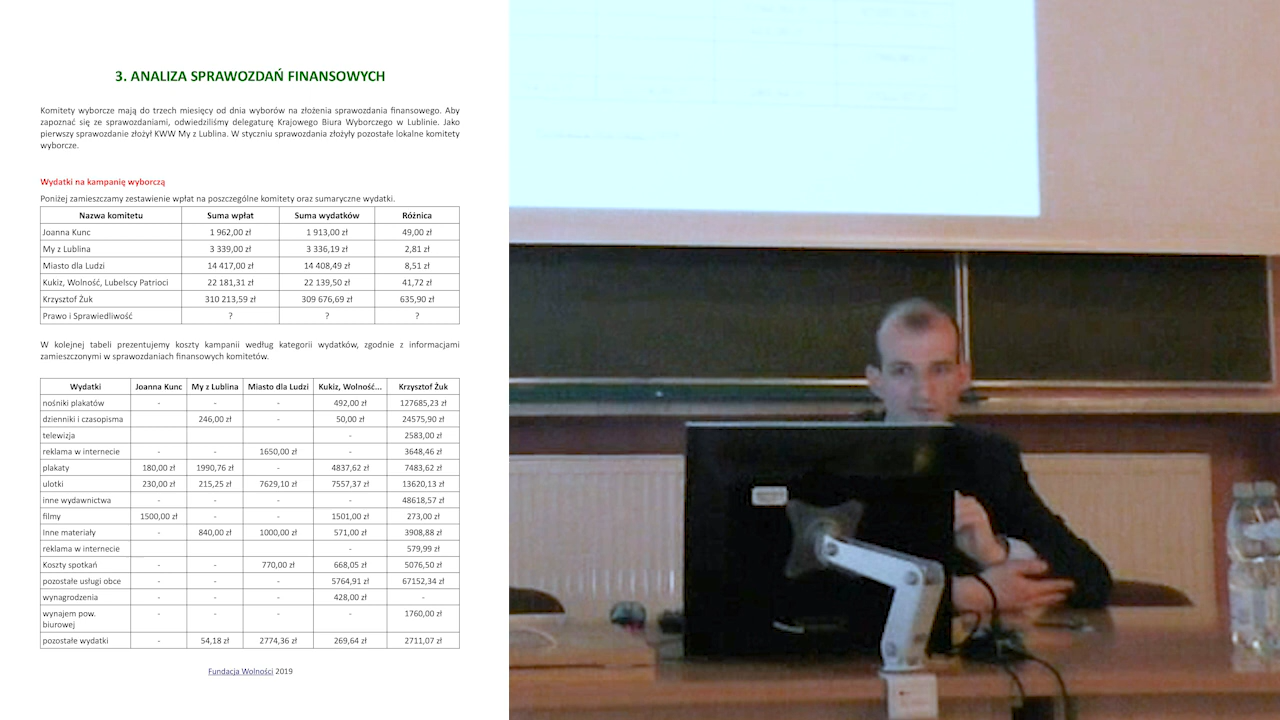 3. ANALIZA SPRAWOZDAŃ FINANSOWYCH
Komitety wyborcze mają do trzech miesięcy od dnia wyborów na złożenia sprawozdania finansowego. Aby
zapoznać się ze sprawozdaniami, odwiedziliśmy delegaturę Krajowego Biura Wyborczego w Lublinie. Jako
pierwszy sprawozdanie złożył KWW My z Lublina. W styczniu sprawozdania złożyły pozostałe lokalne komitety
wyborcze.
Wydatki na kampanię wyborczą
Poniżej zamieszczamy zestawienie wpłat na poszczególne komitety oraz sumaryczne wydatki.
Nazwa komitetu Suma wpłat Suma wydatków Różnica
Joanna Kunc 1 962,00 zł 1 913,00 zł 49,00 zł
My z Lublina 3 339,00 zł 3 336,19 zł 2,81 zł
Miasto dla Ludzi 14 417,00 zł 14 408,49 zł 8,51 zł
Kukiz, Wolność, Lubelscy Patrioci 22 181,31 zł 22 139,50 zł 41,72 zł
Krzysztof Żuk 310 213,59 zł 309 676,69 zł 635,90 zł
Prawo i Sprawiedliwość ? ? ?
W kolejnej tabeli prezentujemy koszty kampanii według kategorii wydatków, zgodnie z informacjami
zamieszczonymi w sprawozdaniach finansowych komitetów.
Wydatki Joanna Kunc My z Lublina Miasto dla Ludzi Kukiz, Wolność... Krzysztof Żuk
nośniki plakatów - - - 492,00 zł 127685,23 zł
dzienniki i czasopisma 246,00 zł - 50,00 zł 24575,90 zł
telewizja - 2583,00 zł
reklama w internecie - - 1650,00 zł - 3648,46 zł
plakaty 180,00 zł 1990,76 zł - 4837,62 zł 7483,62 zł
ulotki 230,00 zł 215,25 zł 7629,10 zł 7557,37 zł 13620,13 zł
inne wydawnictwa - - - - 48618,57 zł
filmy 1500,00 zł - - 1501,00 zł 273,00 zł
Inne materiały - 840,00 zł 1000,00 zł 571,00 zł 3908,88 zł
reklama w internecie - 579,99 zł
Koszty spotkań - - 770,00 zł 668,05 zł 5076,50 zł
pozostałe usługi obce - - - 5764,91 zł 67152,34 zł
wynagrodzenia - - - 428,00 zł -
wynajem pow. - - - - 1760,00 zł
biurowej
pozostałe wydatki - 54,18 zł 2774,36 zł 269,64 zł 2711,07 zł
Fundacja Wolności 2019